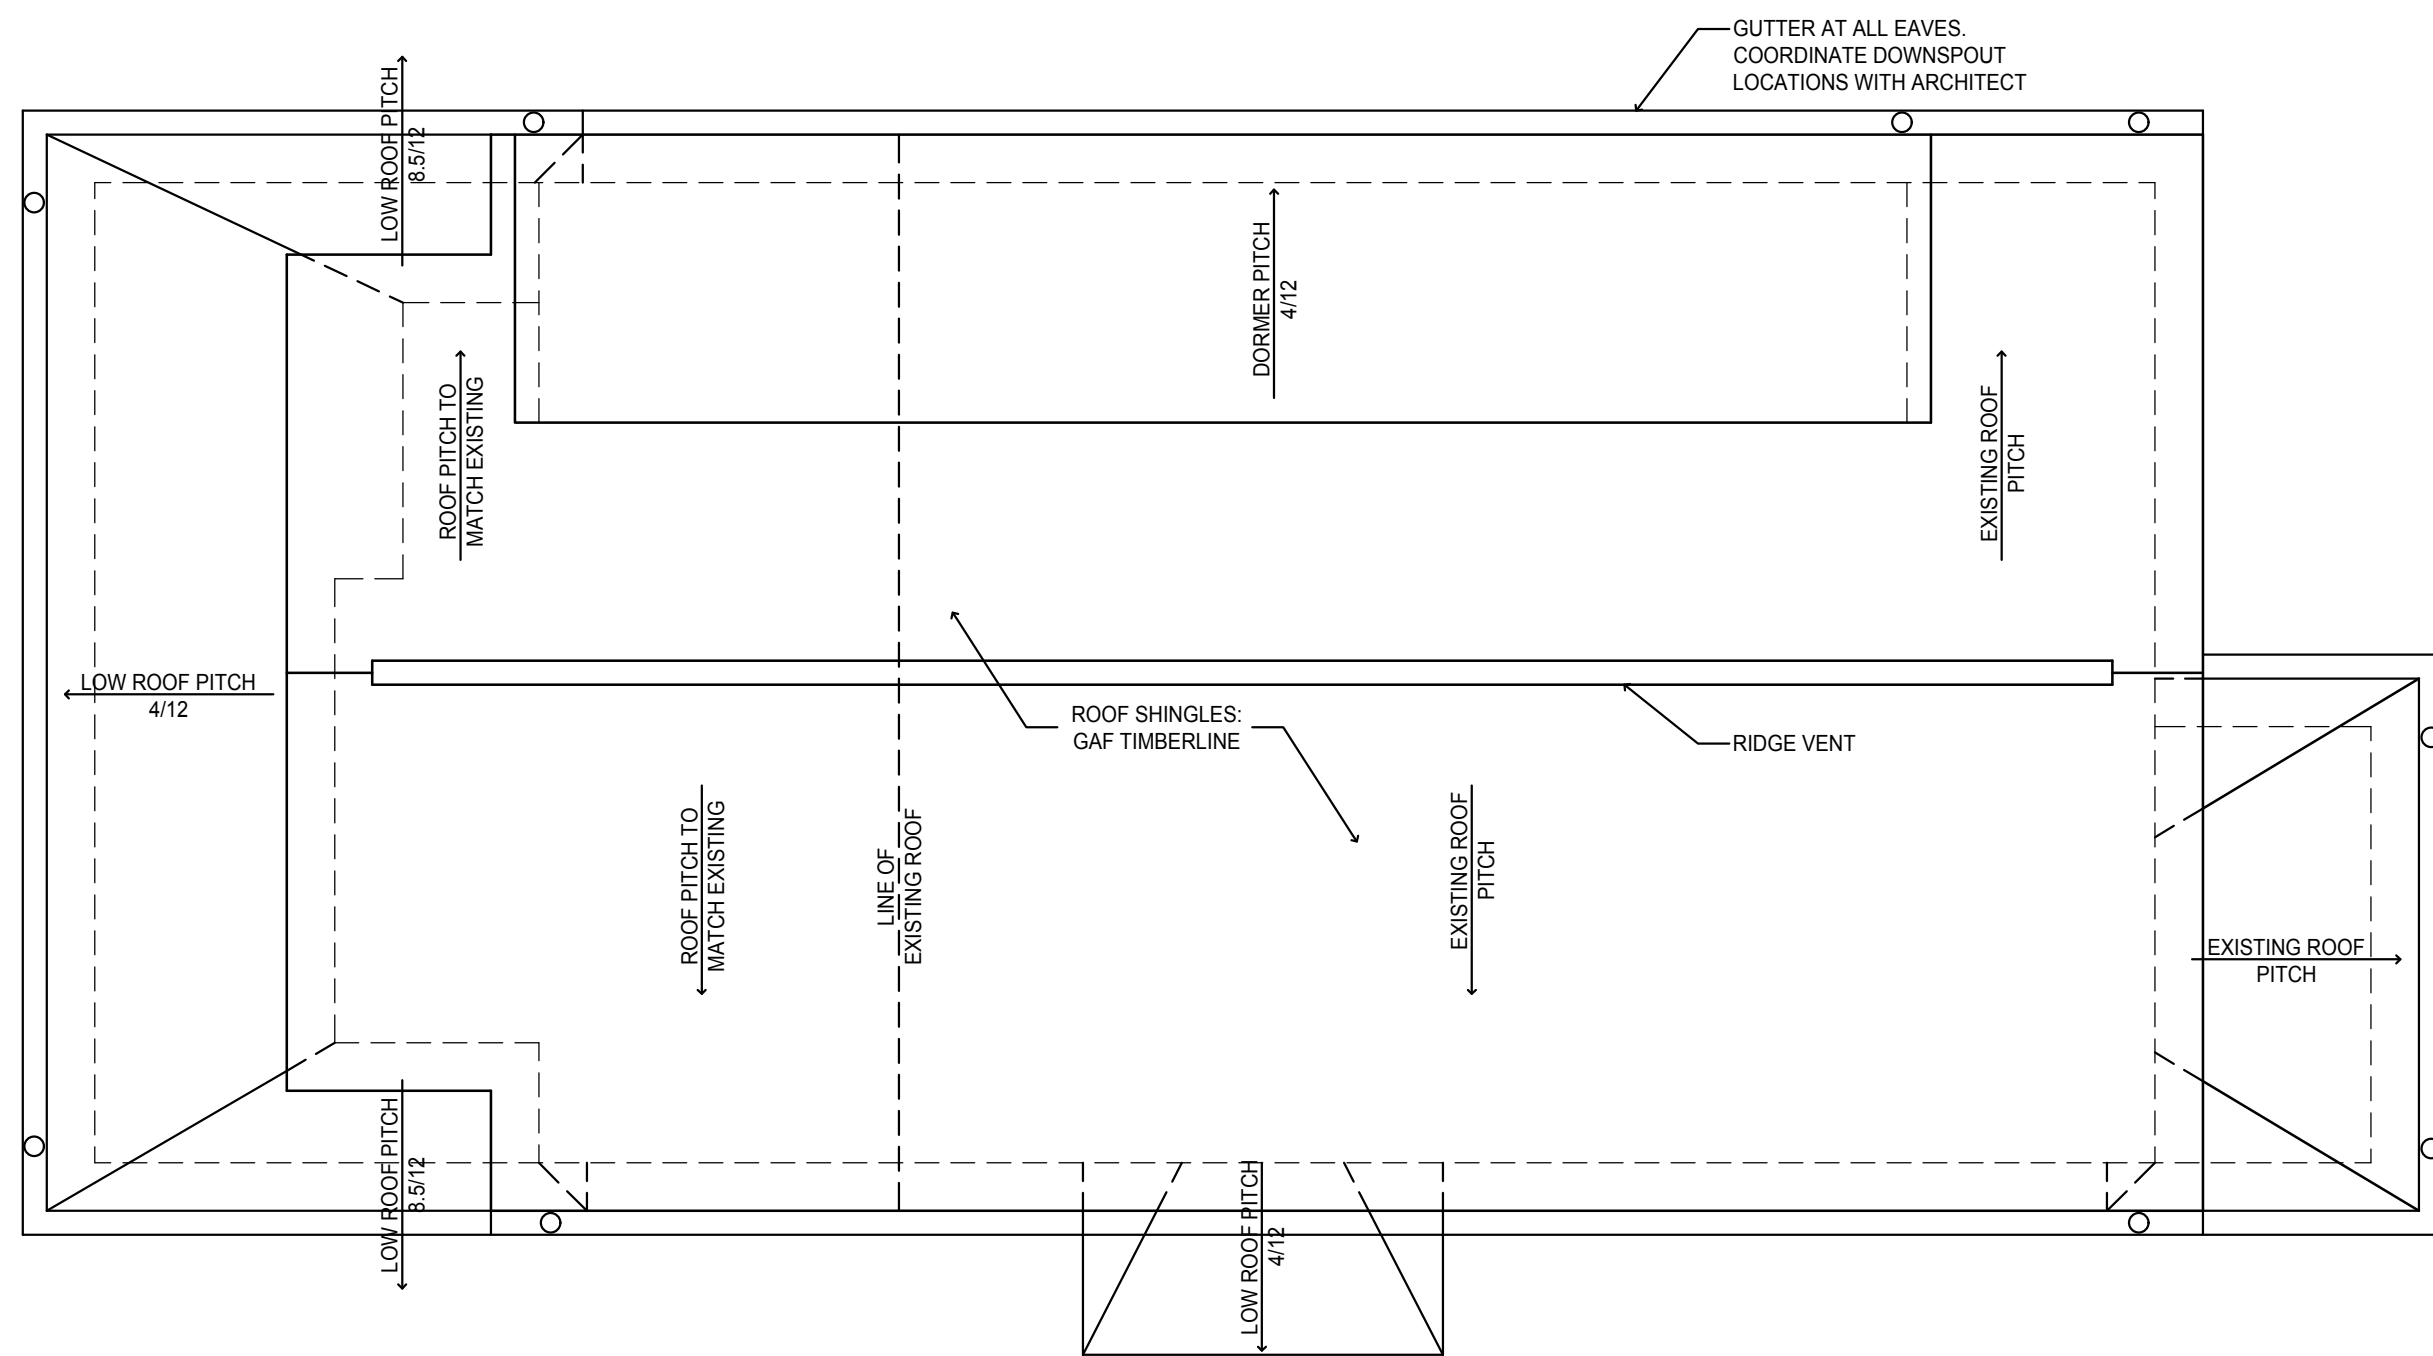 GUTTER AT ALL EAVES.
COORDINATE DOWNSPOUT
LOCATIONS WITH ARCHITECT
LOW ROOF PITCH
8.5/12
DORMER PITCH
4/12
ROOF PITCH TO
MATCH EXISTING
EXISTING ROOF
PITCH
LOW ROOF PITCH
4/12
ROOF SHINGLES:
GAF TIMBERLINE
RIDGE VENT
ROOF PITCH TO
MATCH EXISTING
LINE OF
EXISTING ROOF
EXISTING ROOF
PITCH
EXISTING ROOF
PITCH
LOW ROOF PITCH
8.5/12
LOW ROOF PITCH
4/12